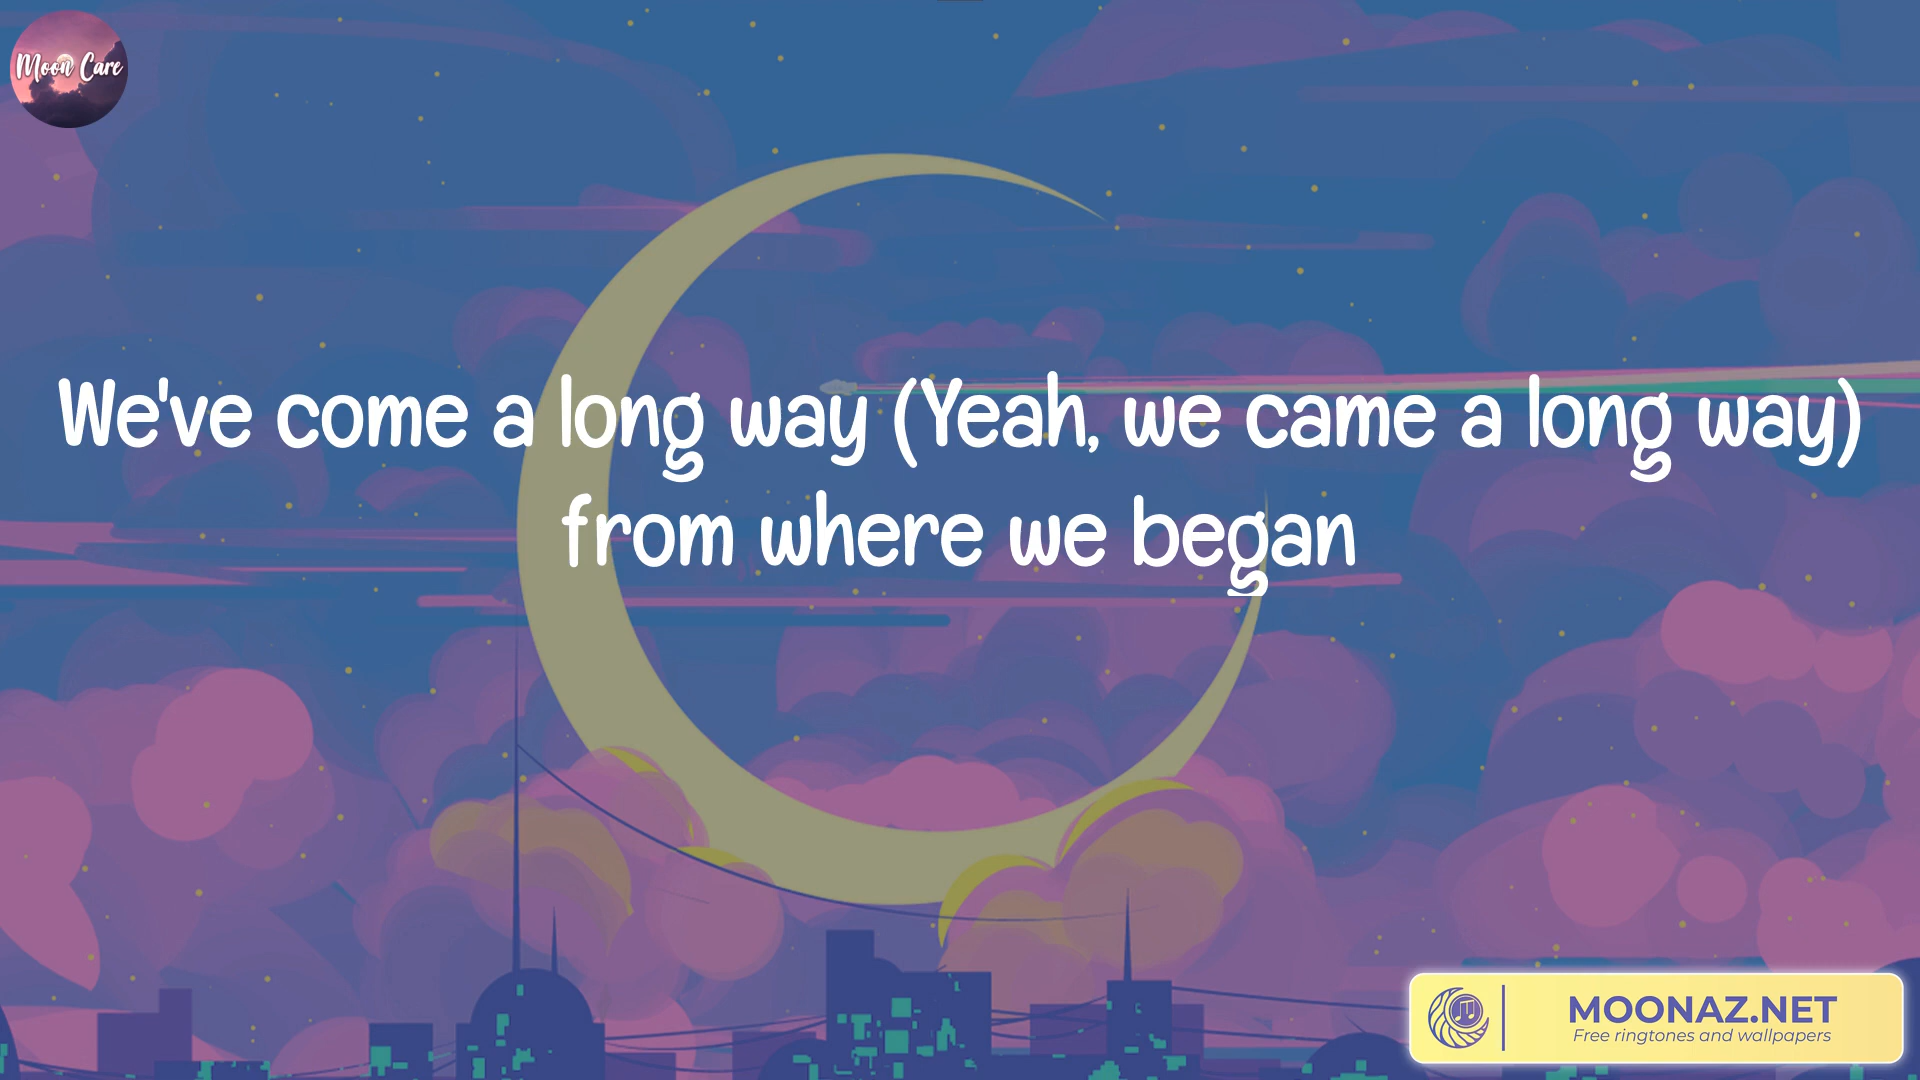 Moon Care
We've come a long way (Yeah, we came a long way)
from where we began
MOONAZ.NET
Free ringtones and wallpapers